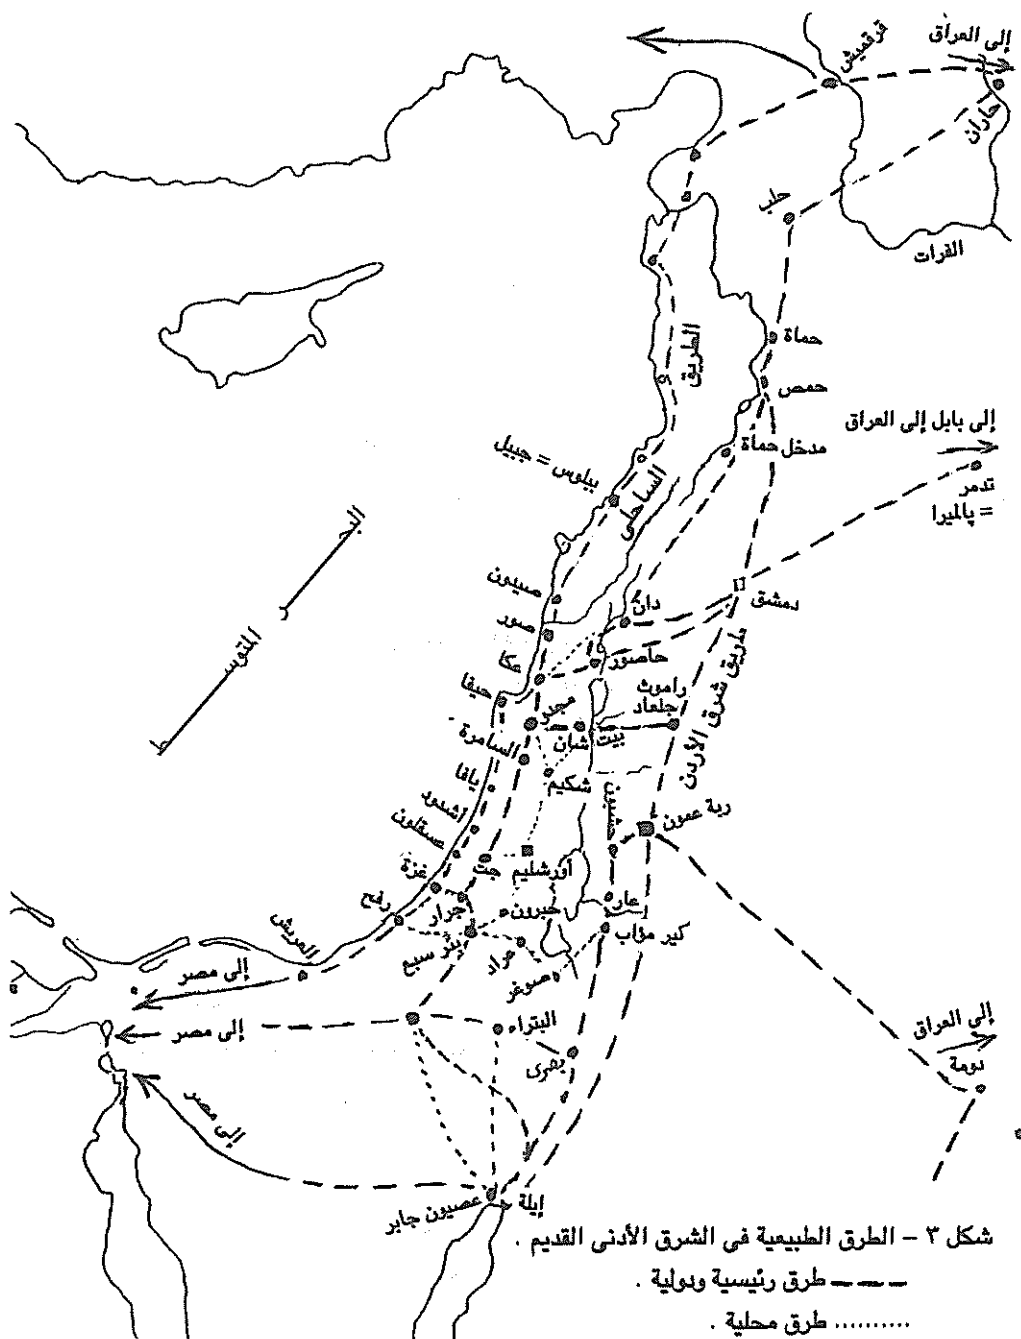 إلى العراق
قرقميش
حاران
حلب
الفرات
حماة
الطريق
حمص
إلى بابل إلى العراق
مدخل حماة
تدمر
= پالميرا
بيلوس = جبيل
الساحلى
البحر
المتوسط
صيدون
دمشق
دان
صور
حاصور
عكا
طريق شرق الأردن
راموث
جلعاد
حيفا
مجدو
بيت شان
السامرة
شكيم
يافا
حشبون
ربة عمون
أشدود
عسقلون
أورشليم
جت
غزة
عار
حبرون
جرار
رفح
كير مؤاب
بئر سبع
عراد
صوغر
العريش
إلى مصر
إلى مصر
البتراء
إلى العراق
دومة
بصرى
إلى مصر
إيلة
عصيون جابر
شكل ٣ – الطرق الطبيعية فى الشرق الأدنى القديم .
طرق رئيسية ودولية .
.......... طرق محلية .